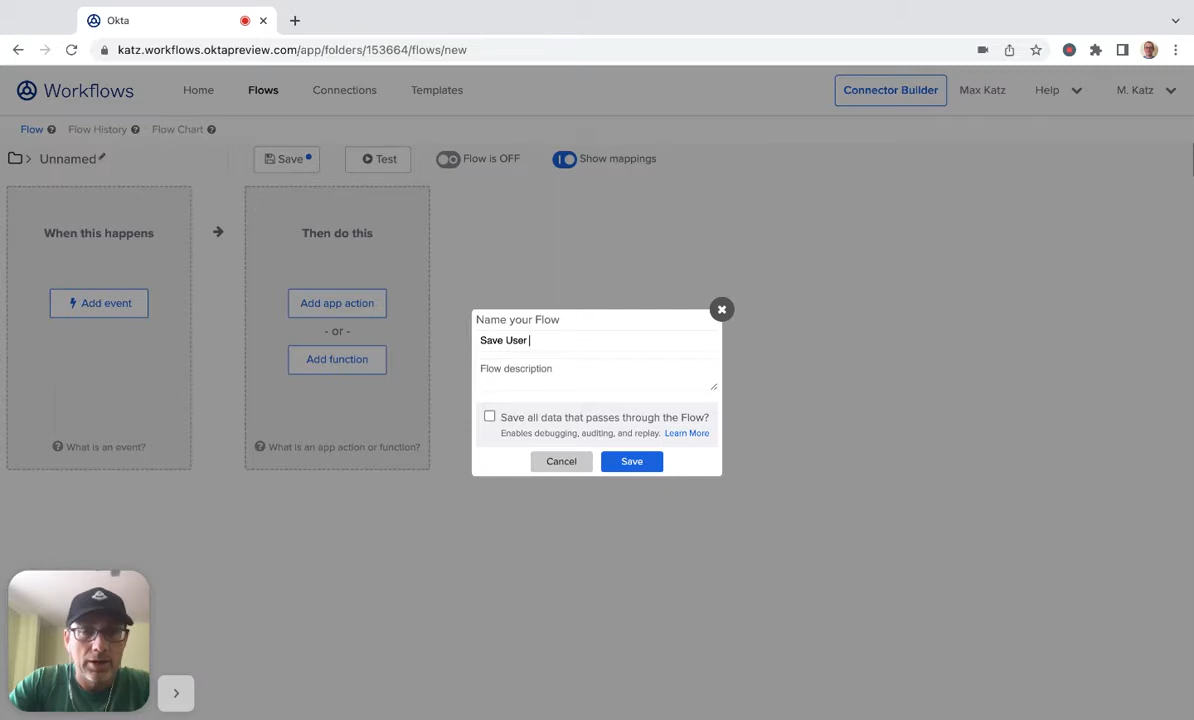 Okta
katz.workflows.oktapreview.com/app/folders/153664/flows/new
Workflows
Home
Flows
Connections
Templates
Connector Builder
Max Katz
Help
M. Katz
Flow
Flow History
Flow Chart
Unnamed
Save
Test
Flow is OFF
Show mappings
When this happens
Add event
What is an event?
Then do this
Add app action
- or -
Add function
What is an app action or function?
Name your Flow
Save User
Flow description
Save all data that passes through the Flow?
Enables debugging, auditing, and replay. Learn More
Cancel
Save